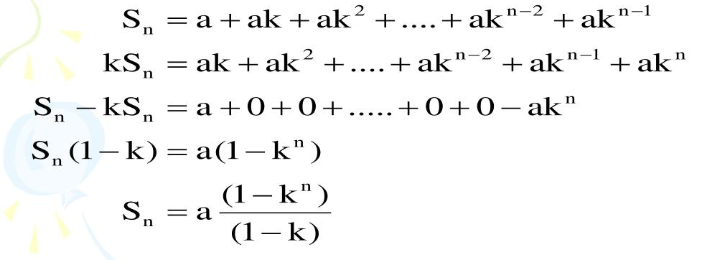 Sₙ = a + ak + ak² + .... + akⁿ⁻² + akⁿ⁻¹
kSₙ = ak + ak² + .... + akⁿ⁻² + akⁿ⁻¹ + akⁿ
Sₙ − kSₙ = a + 0 + 0 + ..... + 0 + 0 − akⁿ
Sₙ(1 − k) = a(1 − kⁿ)
Sₙ = a (1 − kⁿ) / (1 − k)